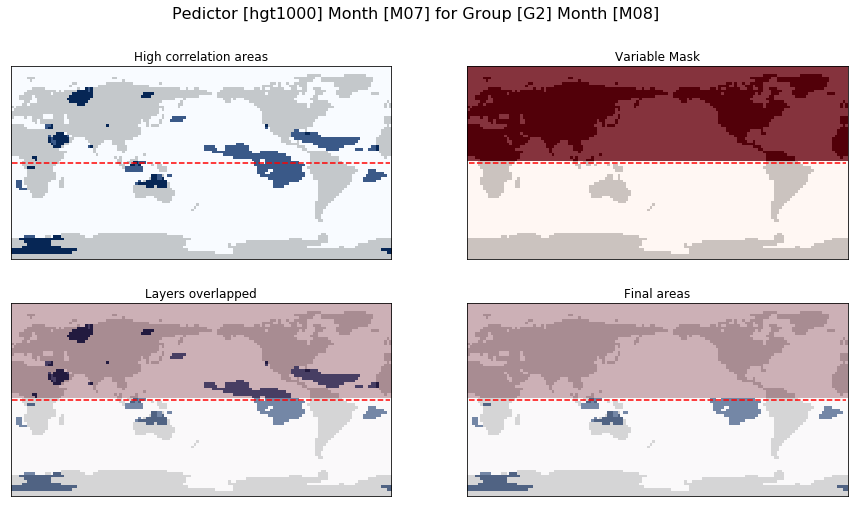 Pedictor [hgt1000] Month [M07] for Group [G2] Month [M08]
High correlation areas
Variable Mask
Layers overlapped
Final areas